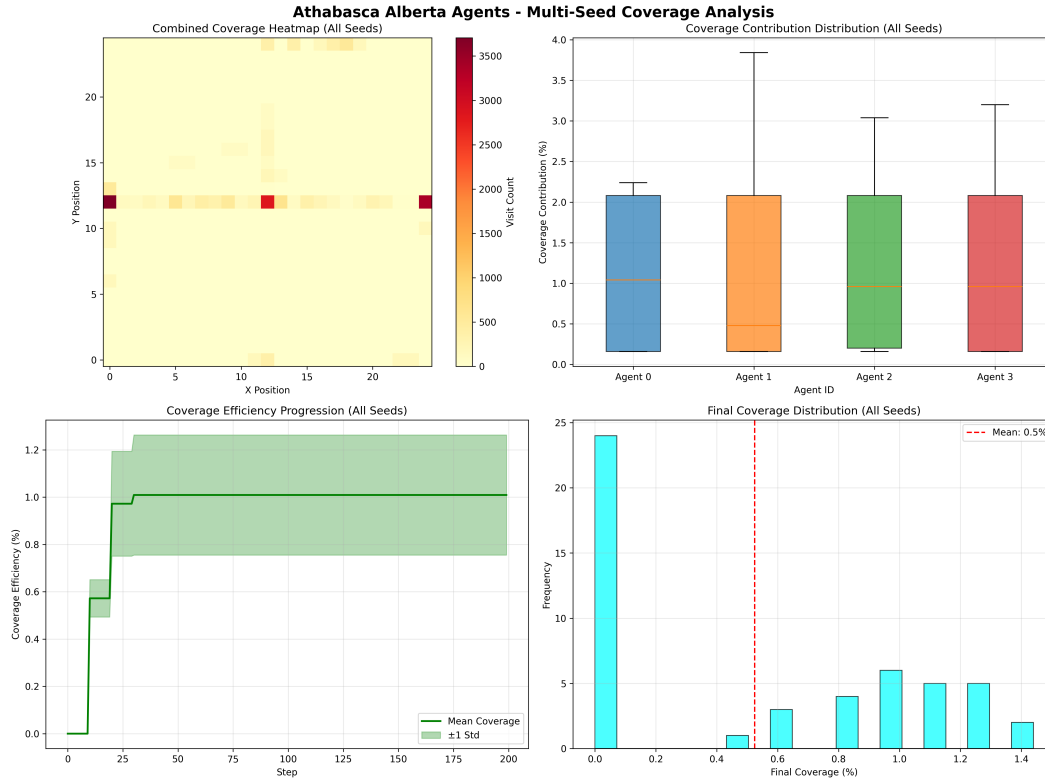 Athabasca Alberta Agents - Multi-Seed Coverage Analysis
Combined Coverage Heatmap (All Seeds)
Y Position
20
15
10
5
0
0
5
10
15
20
X Position
3500
3000
2500
2000
1500
1000
500
0
Visit Count
Coverage Contribution Distribution (All Seeds)
Coverage Contribution (%)
4.0
3.5
3.0
2.5
2.0
1.5
1.0
0.5
0.0
Agent 0
Agent 1
Agent 2
Agent 3
Agent ID
Coverage Efficiency Progression (All Seeds)
Coverage Efficiency (%)
1.2
1.0
0.8
0.6
0.4
0.2
0.0
0
25
50
75
100
125
150
175
200
Step
Mean Coverage
±1 Std
Final Coverage Distribution (All Seeds)
Frequency
25
20
15
10
5
0
0.0
0.2
0.4
0.6
0.8
1.0
1.2
1.4
Final Coverage (%)
Mean: 0.5%